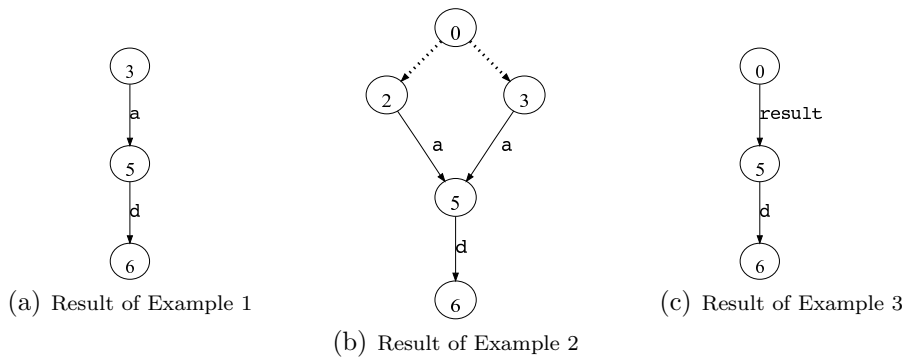 0
3
0
2
3
a
a
a
result
5
5
5
d
d
d
6
6
6
(a) Result of Example 1
(b) Result of Example 2
(c) Result of Example 3